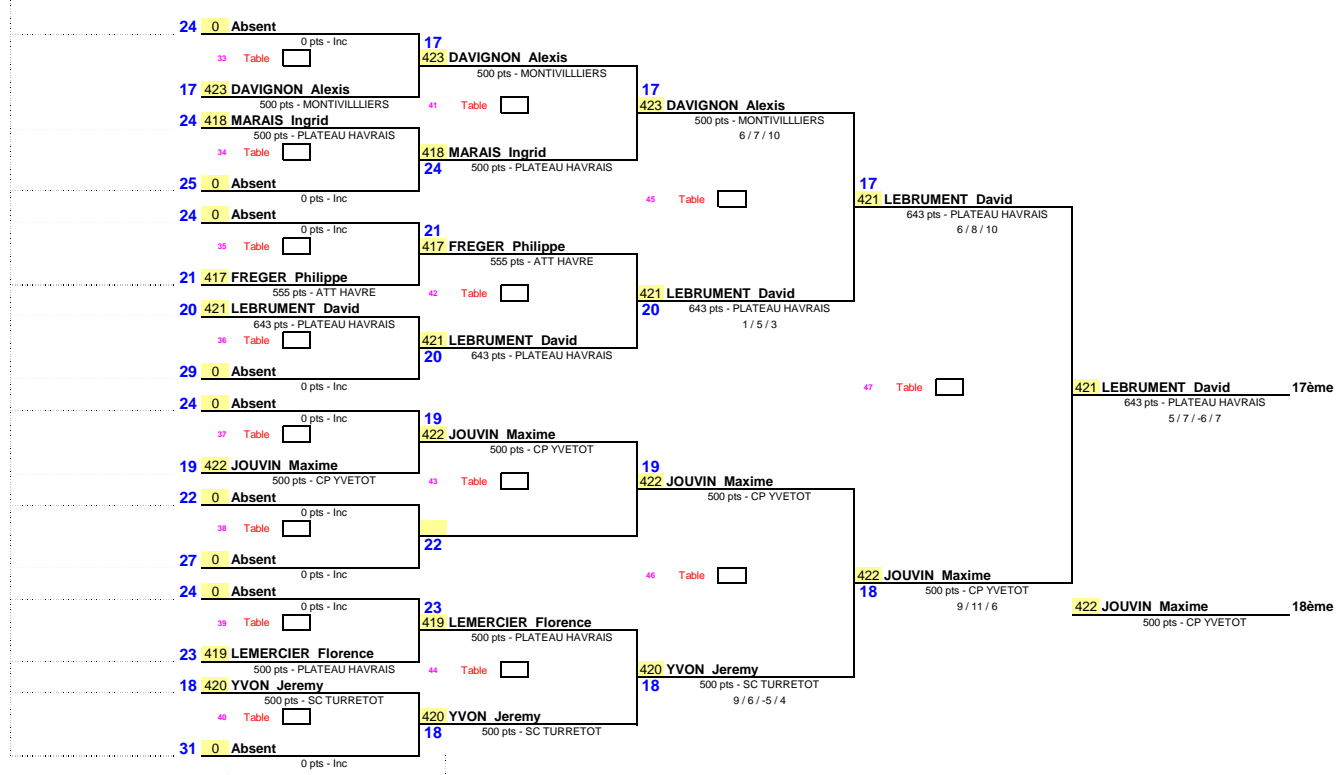 24 0 Absent
0 pts - Inc
33 Table
17 423 DAVIGNON Alexis
500 pts - MONTIVILLLIERS
24 418 MARAIS Ingrid
500 pts - PLATEAU HAVRAIS
34 Table
25 0 Absent
0 pts - Inc
24 0 Absent
0 pts - Inc
35 Table
21 417 FREGER Philippe
555 pts - ATT HAVRE
20 421 LEBRUMENT David
643 pts - PLATEAU HAVRAIS
36 Table
29 0 Absent
0 pts - Inc
24 0 Absent
0 pts - Inc
37 Table
19 422 JOUVIN Maxime
500 pts - CP YVETOT
22 0 Absent
0 pts - Inc
38 Table
27 0 Absent
0 pts - Inc
24 0 Absent
0 pts - Inc
39 Table
23 419 LEMERCIER Florence
500 pts - PLATEAU HAVRAIS
18 420 YVON Jeremy
500 pts - SC TURRETOT
40 Table
31 0 Absent
0 pts - Inc
17
423 DAVIGNON Alexis
500 pts - MONTIVILLLIERS
41 Table
418 MARAIS Ingrid
24 500 pts - PLATEAU HAVRAIS
21
417 FREGER Philippe
555 pts - ATT HAVRE
42 Table
421 LEBRUMENT David
20 643 pts - PLATEAU HAVRAIS
19
422 JOUVIN Maxime
500 pts - CP YVETOT
43 Table
22
23
419 LEMERCIER Florence
500 pts - PLATEAU HAVRAIS
44 Table
420 YVON Jeremy
18 500 pts - SC TURRETOT
17
423 DAVIGNON Alexis
500 pts - MONTIVILLLIERS
6 / 7 / 10
45 Table
421 LEBRUMENT David
20 643 pts - PLATEAU HAVRAIS
1 / 5 / 3
19
422 JOUVIN Maxime
500 pts - CP YVETOT
46 Table
420 YVON Jeremy
18 500 pts - SC TURRETOT
9 / 6 / -5 / 4
17
421 LEBRUMENT David
643 pts - PLATEAU HAVRAIS
6 / 8 / 10
47 Table
422 JOUVIN Maxime
18 500 pts - CP YVETOT
9 / 11 / 6
421 LEBRUMENT David 17ème
643 pts - PLATEAU HAVRAIS
5 / 7 / -6 / 7
422 JOUVIN Maxime 18ème
500 pts - CP YVETOT